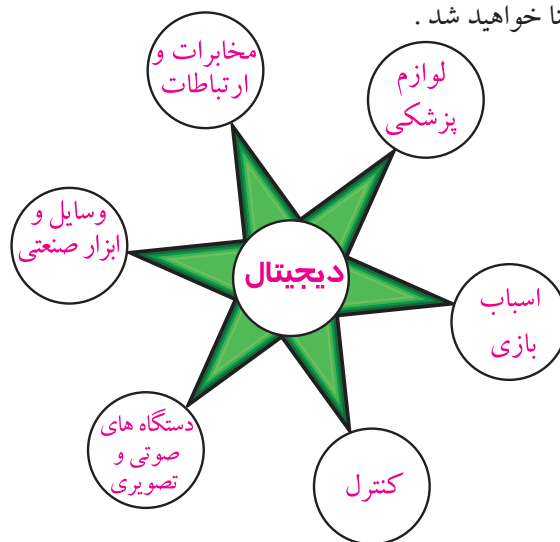 نا خواهید شد .
مخابرات و
ارتباطات
لوازم
پزشکی
وسایل و
ابزار صنعتی
دیجیتال
اسباب
بازی
دستگاه های
صوتی و
تصویری
کنترل